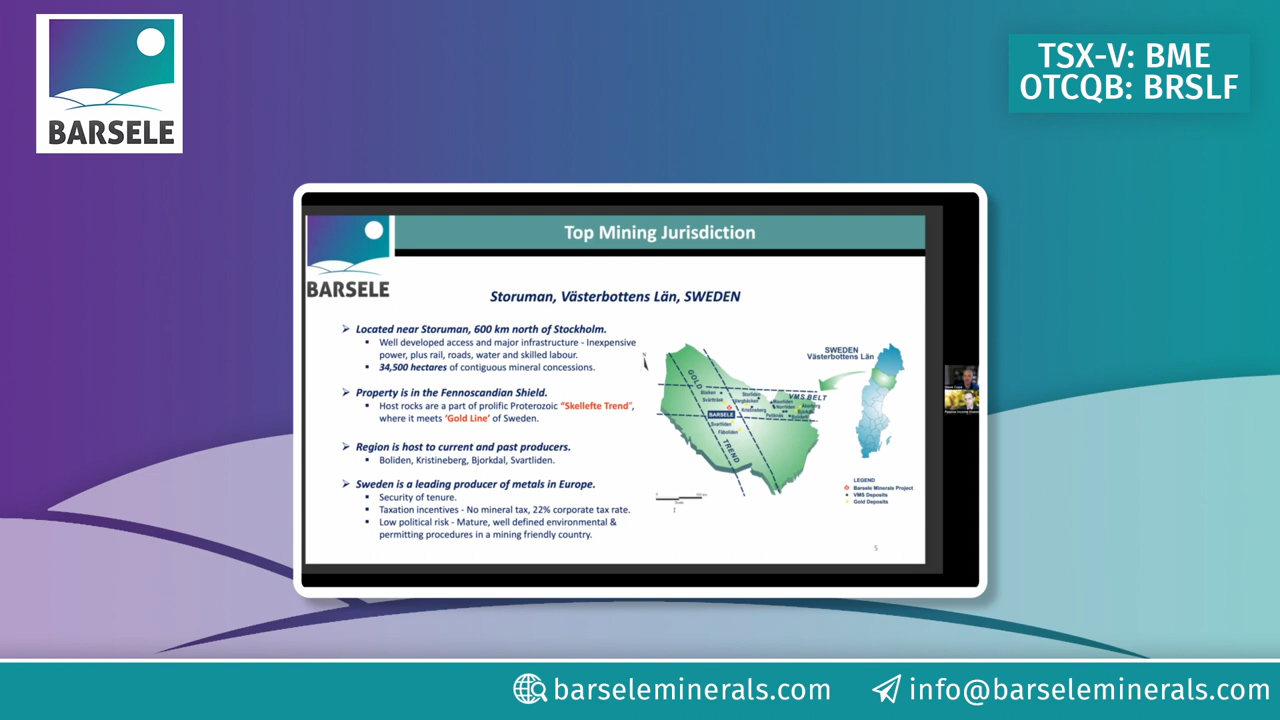 BARSELE
TSX-V: BME
OTCQB: BRSLF
Top Mining Jurisdiction
BARSELE
Storuman, Västerbottens Län, SWEDEN
➢ Located near Storuman, 600 km north of Stockholm.
▪ Well developed access and major infrastructure - Inexpensive
power, plus rail, roads, water and skilled labour.
▪ 34,500 hectares of contiguous mineral concessions.
➢ Property is in the Fennoscandian Shield.
▪ Host rocks are a part of prolific Proterozoic "Skellefte Trend",
where it meets 'Gold Line' of Sweden.
➢ Region is host to current and past producers.
▪ Boliden, Kristineberg, Bjorkdal, Svartliden.
➢ Sweden is a leading producer of metals in Europe.
▪ Security of tenure.
▪ Taxation incentives - No mineral tax, 22% corporate tax rate.
▪ Low political risk - Mature, well defined environmental &
permitting procedures in a mining friendly country.
SWEDEN
Västerbottens Län
GOLD
VMS BELT
BARSELE
Kristineberg
Svartliden
Fäboliden
TREND
LEGEND
Barsele Minerals Project
VMS Deposits
Gold Deposits
5
barseleminerals.com
info@barseleminerals.com